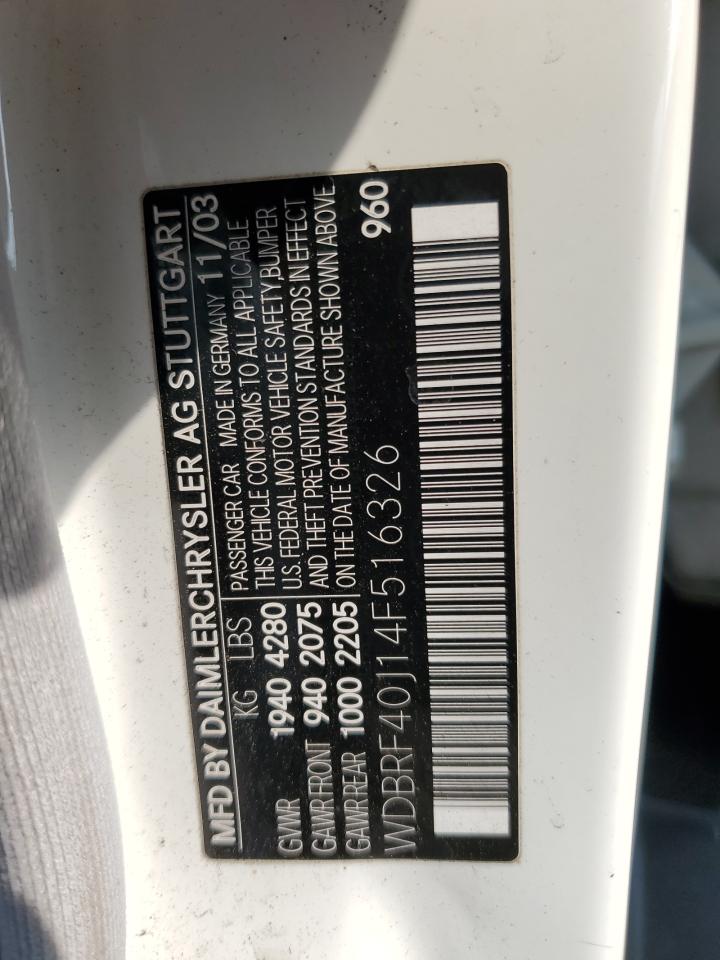 MFD BY DAIMLERCHRYSLER AG STUTTGART
KG LBS
PASSENGER CAR MADE IN GERMANY 11/03
GVWR 1940 4280
GAWR FRONT 940 2075
GAWR REAR 1000 2205
THIS VEHICLE CONFORMS TO ALL APPLICABLE
U.S. FEDERAL MOTOR VEHICLE SAFETY, BUMPER
AND THEFT PREVENTION STANDARDS IN EFFECT
ON THE DATE OF MANUFACTURE SHOWN ABOVE.
WDBRF40J14F516326
960